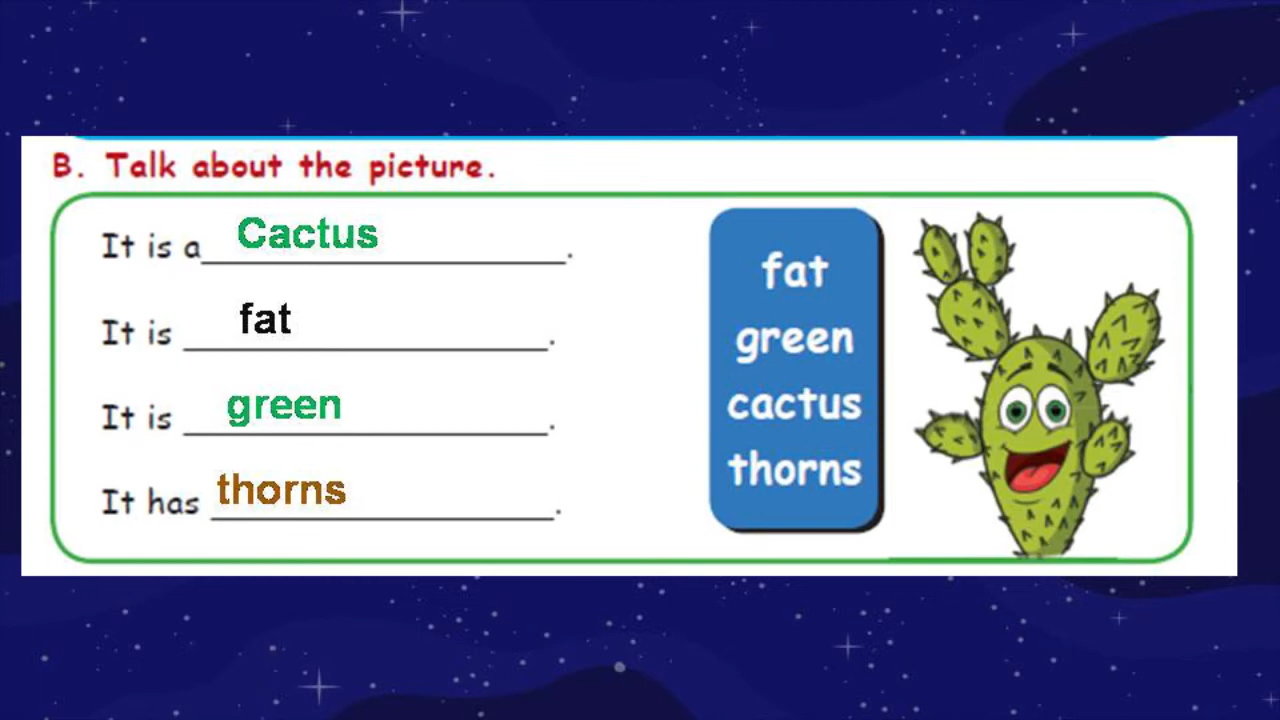 B. Talk about the picture.
It is a Cactus.
It is fat.
It is green.
It has thorns.
fat
green
cactus
thorns